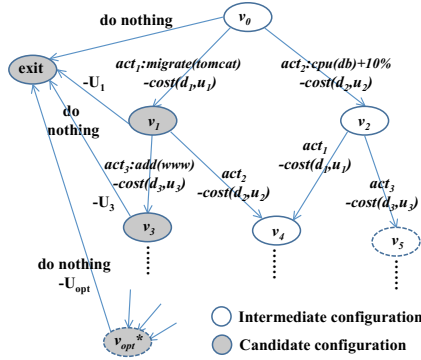 do nothing
v0
act1:migrate(tomcat)
-cost(d1,u1)
act2:cpu(db)+10%
-cost(d2,u2)
exit
-U1
do
nothing
v1
v2
act3:add(www)
-cost(d3,u3)
act2
-cost(d2,u2)
act1
-cost(d1,u1)
act3
-cost(d3,u3)
-U3
v3
v4
v5
do nothing
-Uopt
vopt*
Intermediate configuration
Candidate configuration